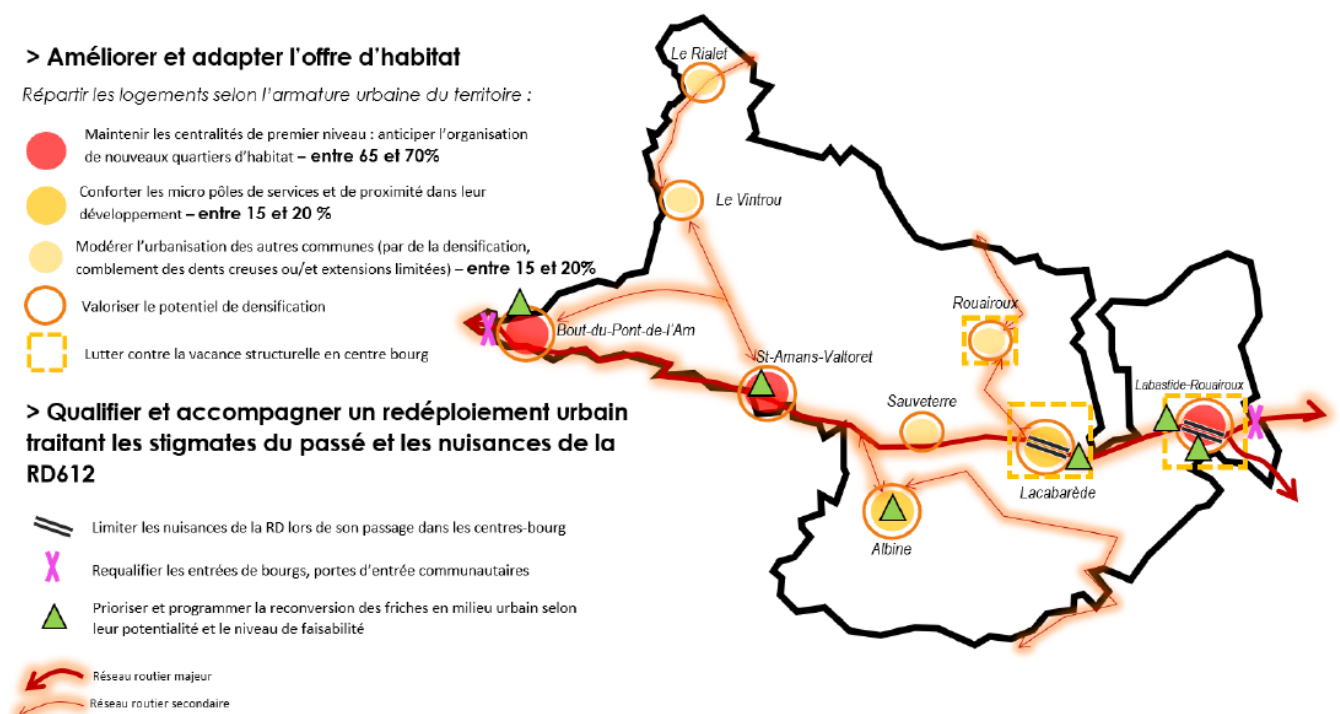 > Améliorer et adapter l'offre d'habitat
Répartir les logements selon l'armature urbaine du territoire :
Maintenir les centralités de premier niveau : anticiper l'organisation
de nouveaux quartiers d'habitat – entre 65 et 70%
Conforter les micro pôles de services et de proximité dans leur
développement – entre 15 et 20 %
Modérer l'urbanisation des autres communes (par de la densification,
comblement des dents creuses ou/et extensions limitées) – entre 15 et 20%
Valoriser le potentiel de densification
Lutter contre la vacance structurelle en centre bourg
> Qualifier et accompagner un redéploiement urbain
traitant les stigmates du passé et les nuisances de la
RD612
Limiter les nuisances de la RD lors de son passage dans les centres-bourg
Requalifier les entrées de bourgs, portes d'entrée communautaires
Prioriser et programmer la reconversion des friches en milieu urbain selon
leur potentialité et le niveau de faisabilité
Réseau routier majeur
Réseau routier secondaire
Le Rialet
Le Vintrou
Bout-du-Pont-de-l'Arn
St-Amans-Valtoret
Rouairoux
Sauveterre
Labastide-Rouairoux
Lacabarède
Albine